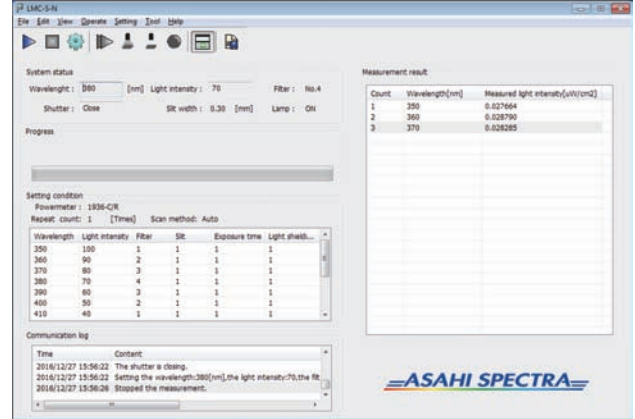 LMC-S-N
File Edit View Operate Setting Tool Help
System status
Wavelenght : 380 [nm] Light intensity : 70 Filter : No.4
Shutter : Close Slit width : 0.30 [mm] Lamp : ON
Progress
Setting condition
Powermeter : 1936-C/R
Repeat count: 1 [Times] Scan method: Auto
Wavelength Light intensity Filter Slit Exposure time Light shieldi...
350 100 1 1 1 1
360 90 2 1 1 1
370 80 3 1 1 1
380 70 4 1 1 1
390 60 3 1 1 1
400 50 2 1 1 1
410 40 1 1 1 1
Communication log
Time Content
2016/12/27 15:56:22 The shutter is closing.
2016/12/27 15:56:22 Setting the wavelength:380[nm],the light intensity:70,the filt
2016/12/27 15:56:26 Stopped the measurement.
Measurement result
Count Wavelength[nm] Measured light intensity[uW/cm2]
1 350 0.027664
2 360 0.028790
3 370 0.028285
ASAHI SPECTRA